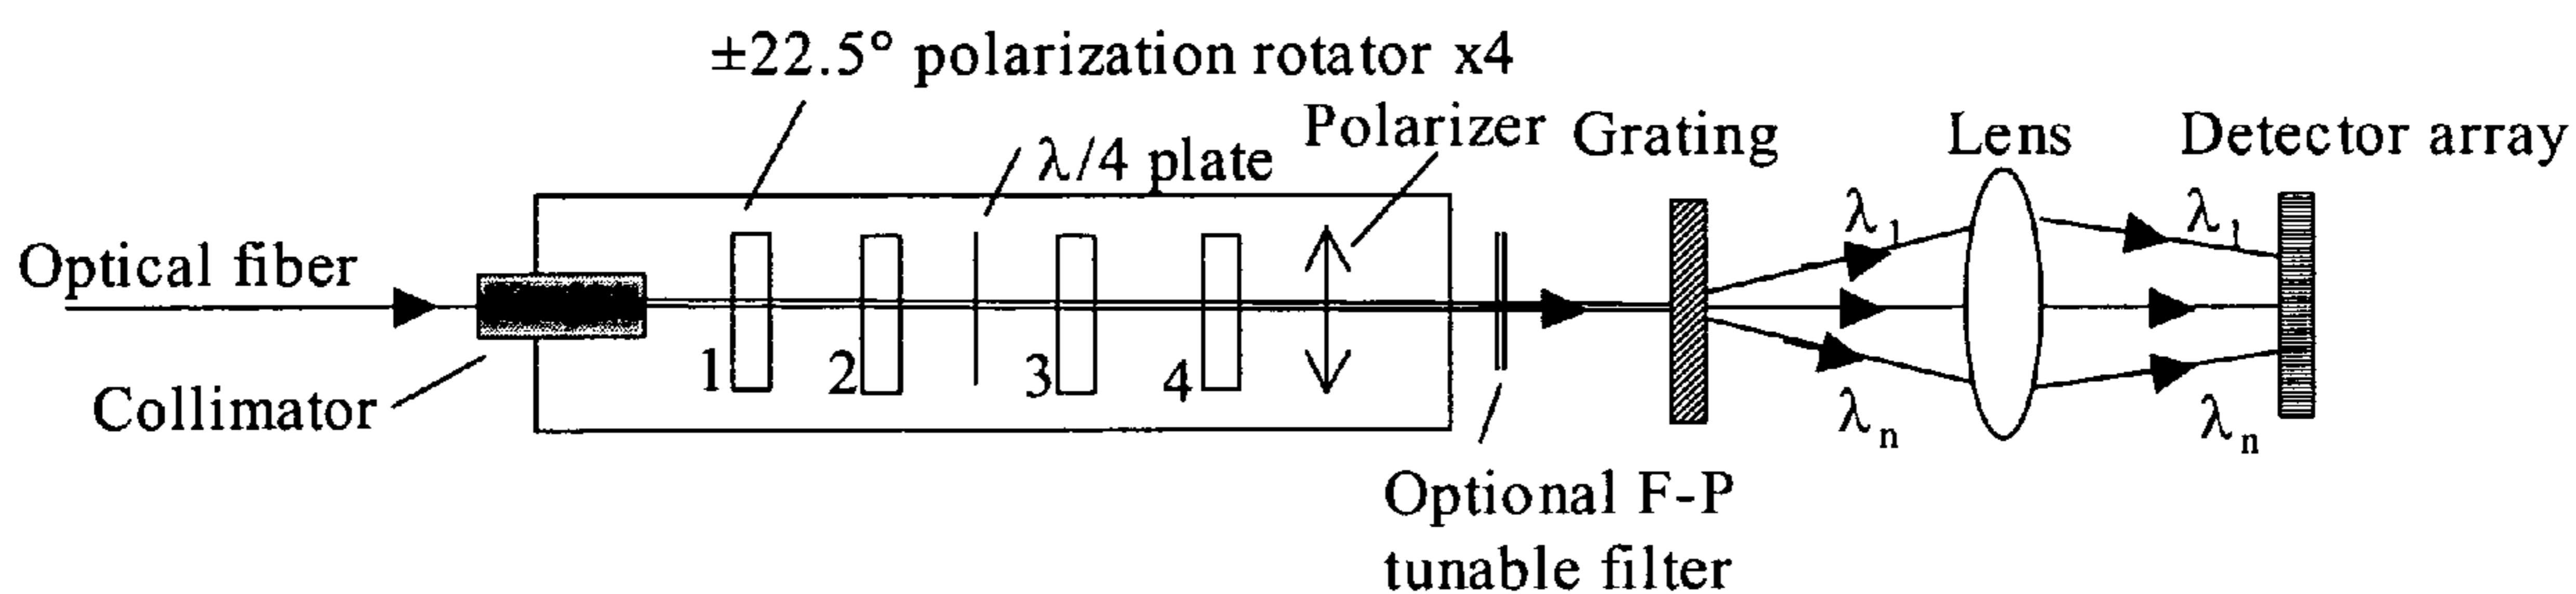 ±22.5° polarization rotator x4
Polarizer
Grating
Lens
Detector array
λ/4 plate
λ1
λ1
Optical fiber
1
2
3
4
Collimator
λn
λn
Optional F-P
tunable filter